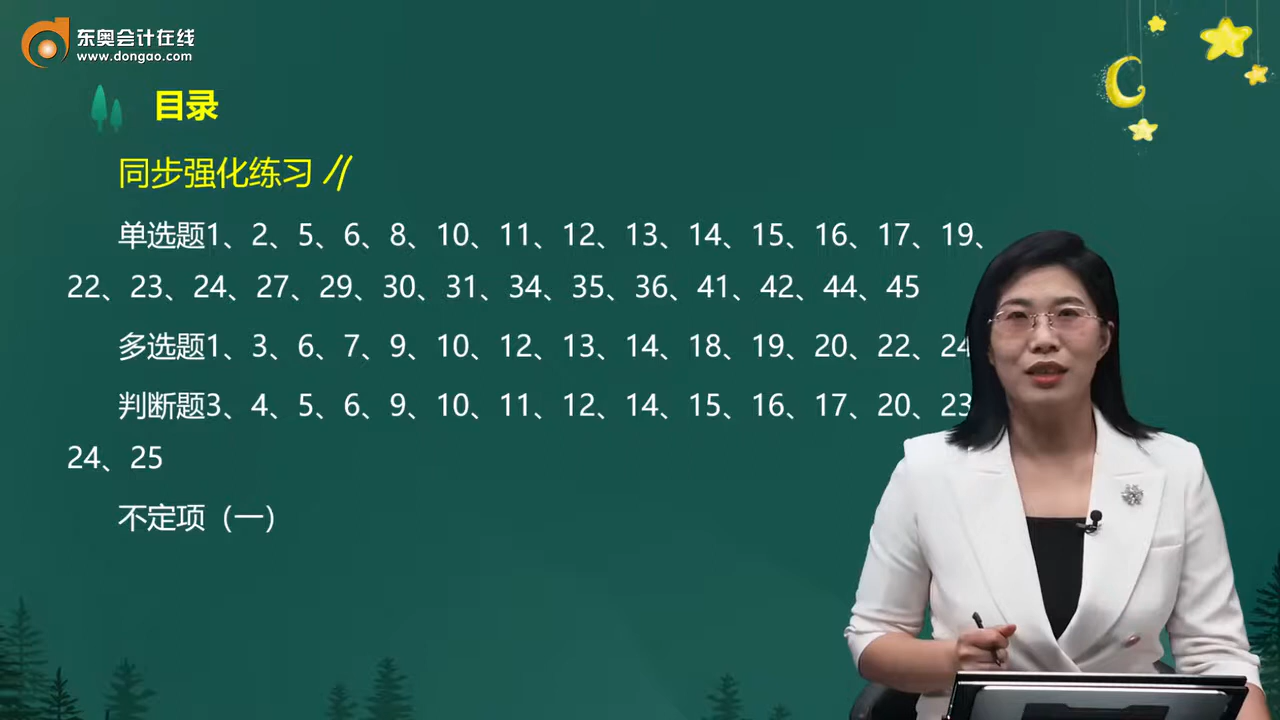 东奥会计在线
www.dongao.com
目录
同步强化练习
单选题1、2、5、6、8、10、11、12、13、14、15、16、17、19、
22、23、24、27、29、30、31、34、35、36、41、42、44、45
多选题1、3、6、7、9、10、12、13、14、18、19、20、22、24
判断题3、4、5、6、9、10、11、12、14、15、16、17、20、23
24、25
不定项（一）